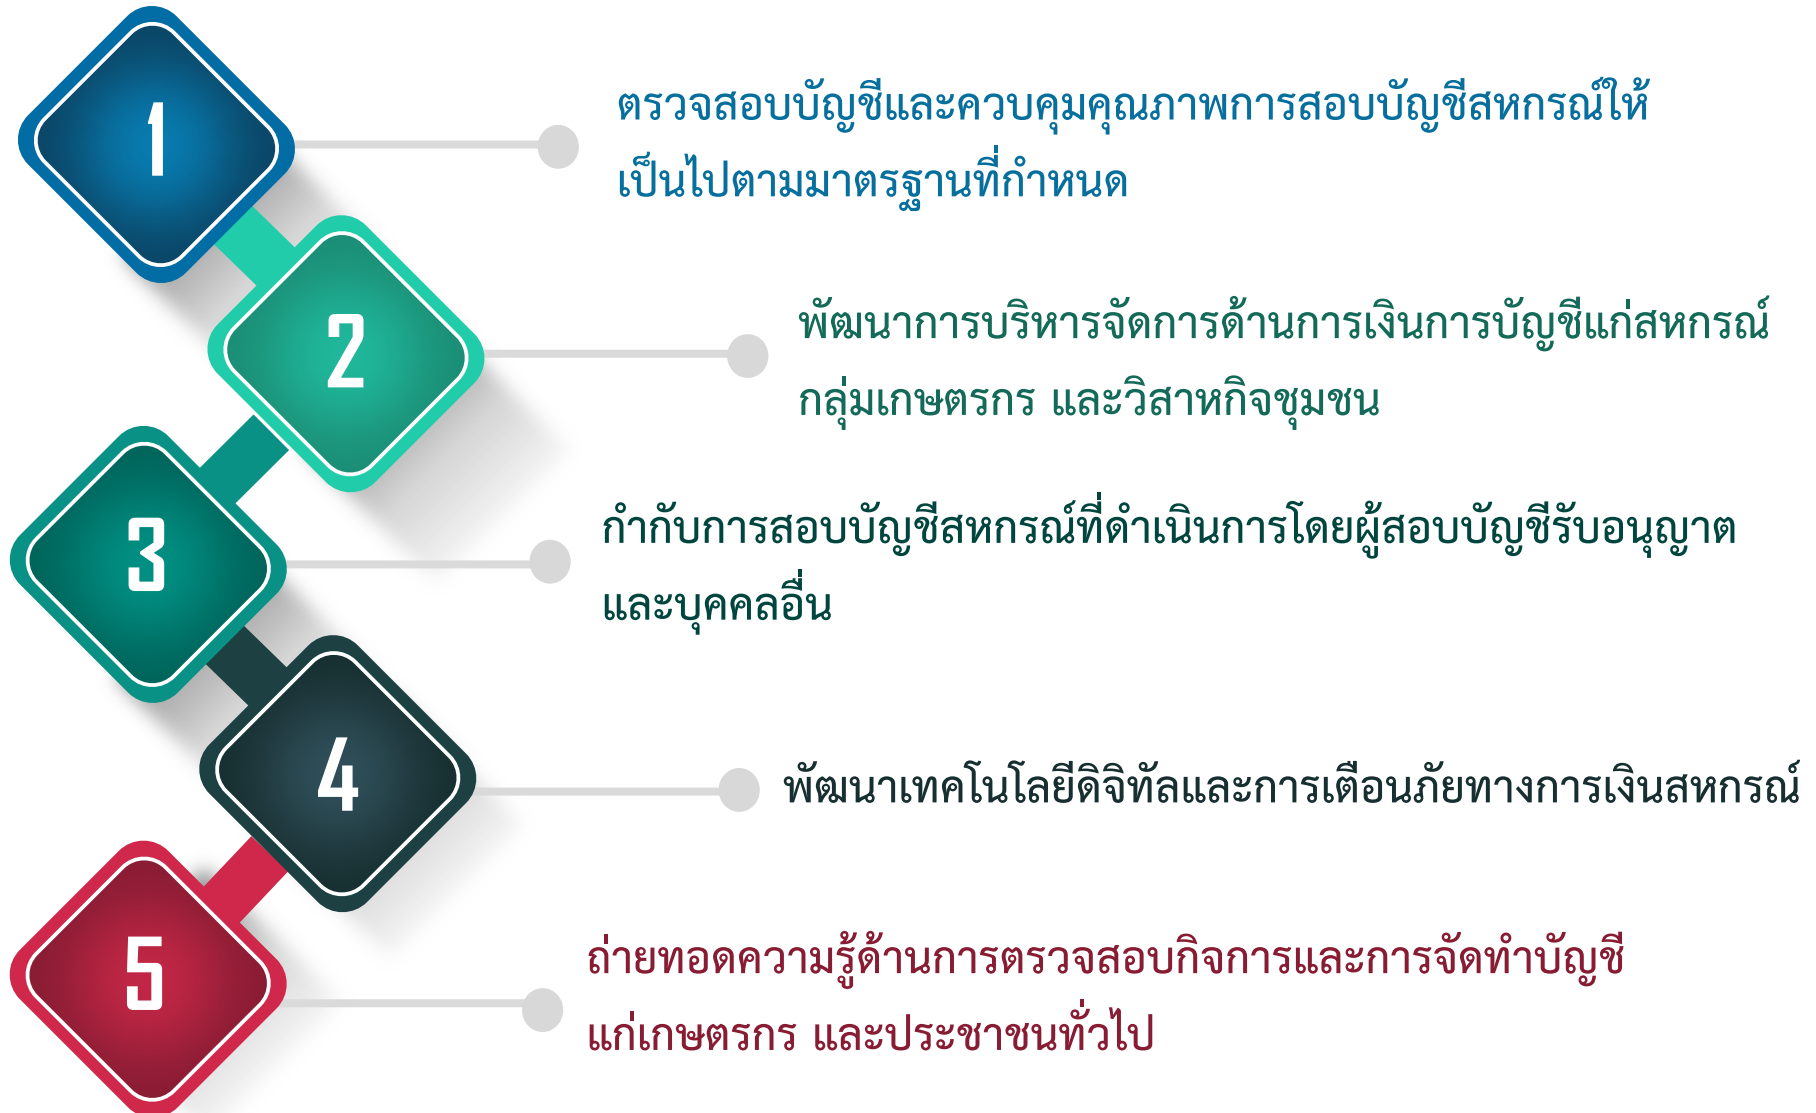 1
ตรวจสอบบัญชีและควบคุมคุณภาพการสอบบัญชีสหกรณ์ให้
เป็นไปตามมาตรฐานที่กำหนด
2
พัฒนาการบริหารจัดการด้านการเงินการบัญชีแก่สหกรณ์
กลุ่มเกษตรกร และวิสาหกิจชุมชน
3
กำกับการสอบบัญชีสหกรณ์ที่ดำเนินการโดยผู้สอบบัญชีรับอนุญาต
และบุคคลอื่น
4
พัฒนาเทคโนโลยีดิจิทัลและการเตือนภัยทางการเงินสหกรณ์
5
ถ่ายทอดความรู้ด้านการตรวจสอบกิจการและการจัดทำบัญชี
แก่เกษตรกร และประชาชนทั่วไป